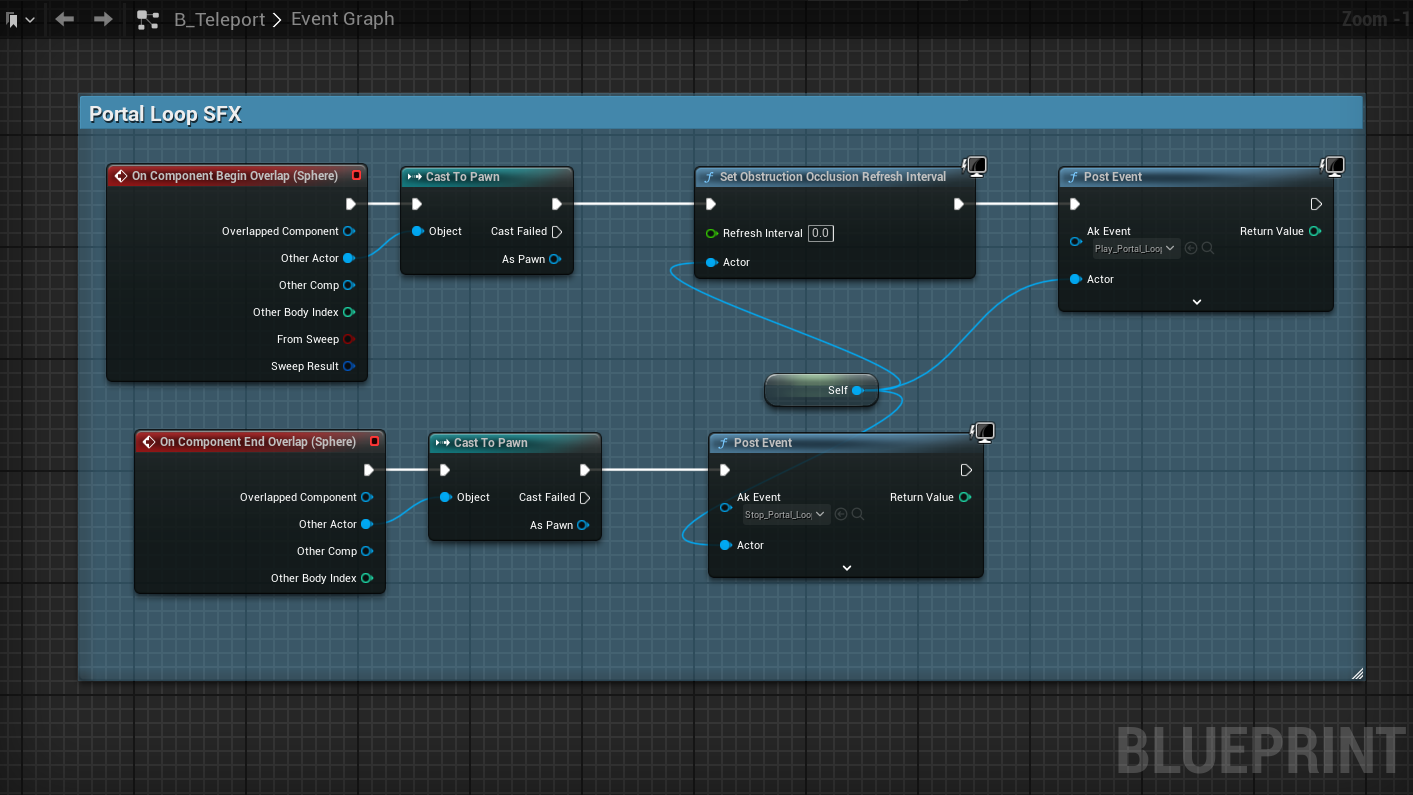 B_Teleport > Event Graph
Zoom -1
Portal Loop SFX
On Component Begin Overlap (Sphere)
Overlapped Component
Other Actor
Other Comp
Other Body Index
From Sweep
Sweep Result
Cast To Pawn
Object
Cast Failed
As Pawn
Set Obstruction Occlusion Refresh Interval
Refresh Interval 0.0
Actor
Post Event
Ak Event
Return Value
Play_Portal_Loo
Actor
Self
On Component End Overlap (Sphere)
Overlapped Component
Other Actor
Other Comp
Other Body Index
Cast To Pawn
Object
Cast Failed
As Pawn
Post Event
Ak Event
Return Value
Stop_Portal_Loo
Actor
BLUEPRINT